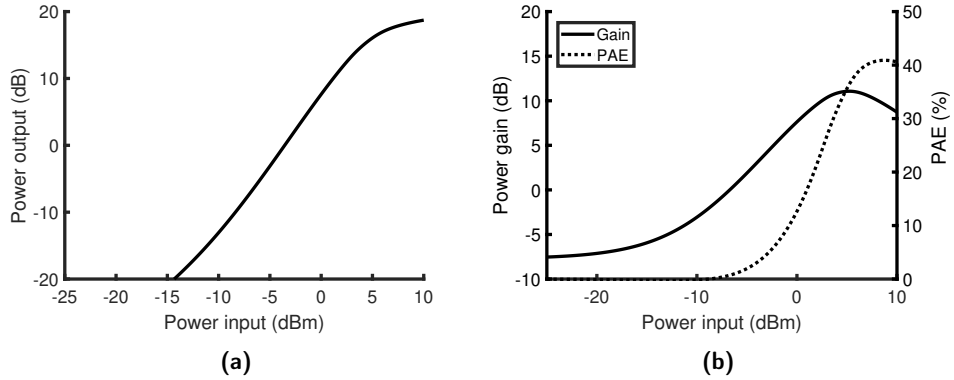 20
10
0
-10
-20
-25 -20 -15 -10 -5 0 5 10
Power input (dBm)
Power output (dB)
(a)
20
15
10
5
0
-5
-10
50
40
30
20
10
0
-20 -10 0 10
Power input (dBm)
Power gain (dB)
PAE (%)
Gain
PAE
(b)